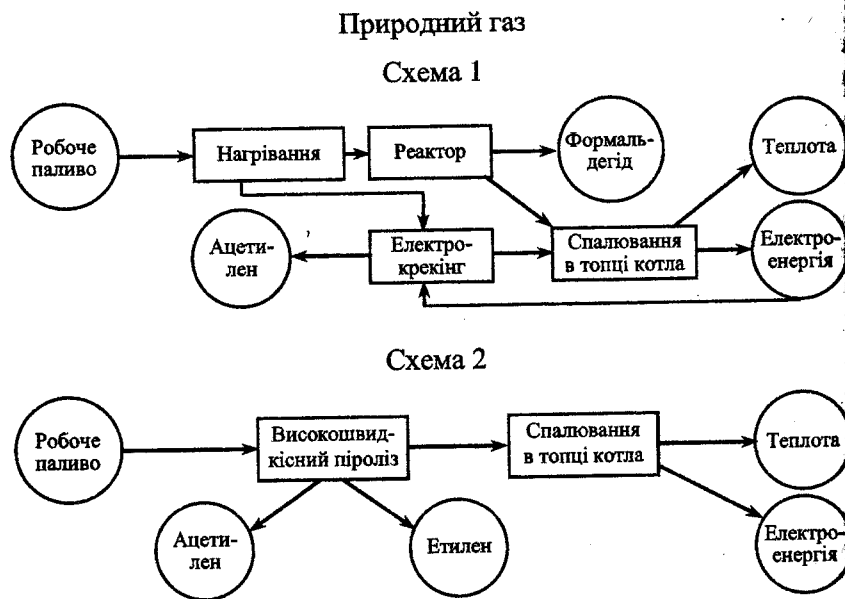 Природний газ
Схема 1
Робоче
паливо
Нагрівання
Реактор
Формаль-
дегід
Теплота
Ацети-
лен
Електро-
крекінг
Спалювання
в топці котла
Електро-
енергія
Схема 2
Робоче
паливо
Високошвид-
кісний піроліз
Спалювання
в топці котла
Теплота
Ацети-
лен
Етилен
Електро-
енергія